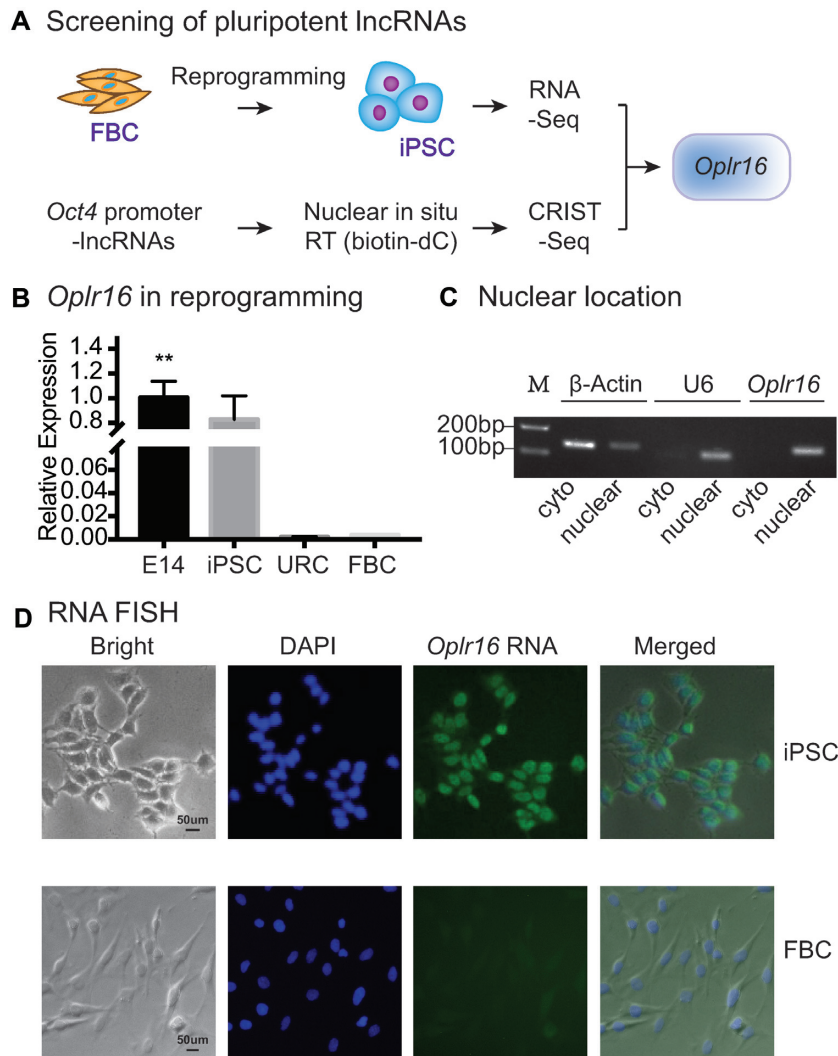 A Screening of pluripotent lncRNAs
FBC
Reprogramming
iPSC
RNA
-Seq
Oct4 promoter
-lncRNAs
Nuclear in situ
RT (biotin-dC)
CRIST
-Seq
Oplr16
B Oplr16 in reprogramming
Relative Expression
1.4
1.2
1.0
0.8
0.06
0.04
0.02
0.00
**
E14 iPSC URC FBC
C Nuclear location
M β-Actin U6 Oplr16
200bp
100bp
cyto nuclear cyto nuclear cyto nuclear
D RNA FISH
Bright DAPI Oplr16 RNA Merged
50um
iPSC
50um
FBC